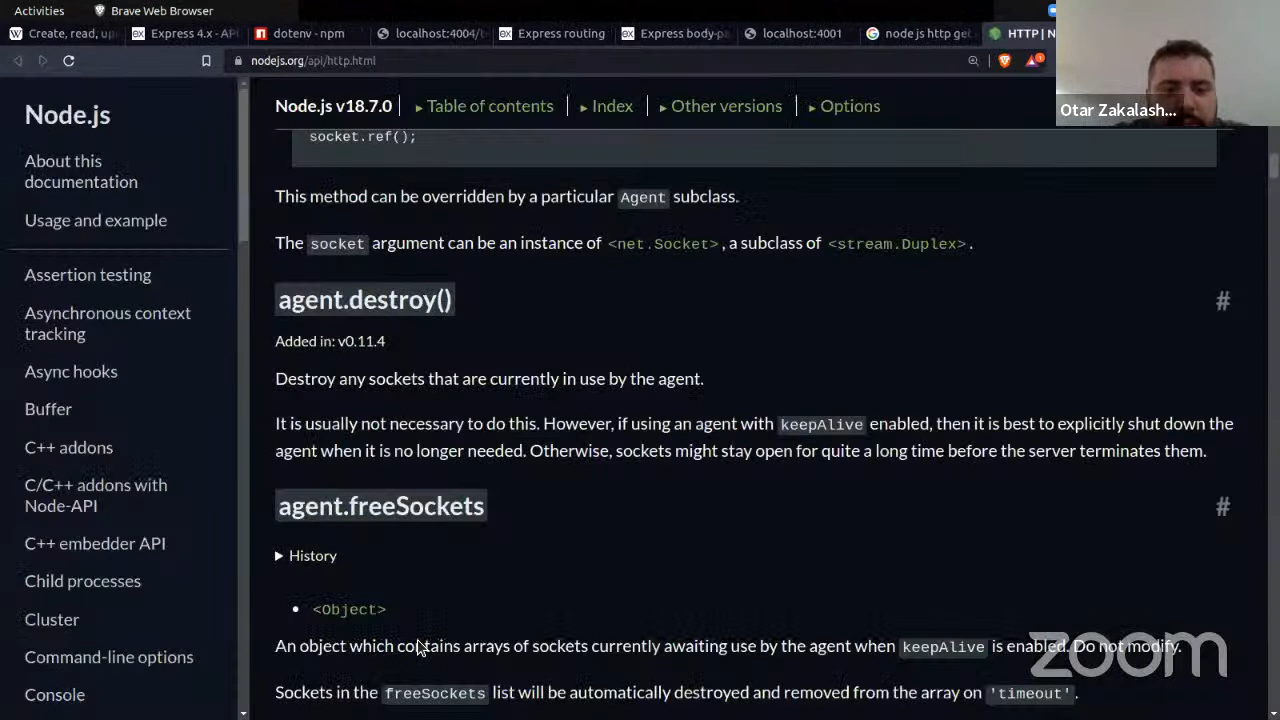 Activities
Brave Web Browser
Create, read, up
Express 4.x - API
dotenv - npm
localhost:4004/b
Express routing
Express body-pa
localhost:4001
node js http get
HTTP | N
nodejs.org/api/http.html
Otar Zakalash...
Node.js
About this
documentation
Usage and example
Assertion testing
Asynchronous context
tracking
Async hooks
Buffer
C++ addons
C/C++ addons with
Node-API
C++ embedder API
Child processes
Cluster
Command-line options
Console
Node.js v18.7.0
▸ Table of contents
▸ Index
▸ Other versions
▸ Options
socket.ref();
This method can be overridden by a particular Agent subclass.
The socket argument can be an instance of <net.Socket>, a subclass of <stream.Duplex>.
agent.destroy()
#
Added in: v0.11.4
Destroy any sockets that are currently in use by the agent.
It is usually not necessary to do this. However, if using an agent with keepAlive enabled, then it is best to explicitly shut down the
agent when it is no longer needed. Otherwise, sockets might stay open for quite a long time before the server terminates them.
agent.freeSockets
#
▸ History
• <Object>
An object which contains arrays of sockets currently awaiting use by the agent when keepAlive is enabled. Do not modify.
Sockets in the freeSockets list will be automatically destroyed and removed from the array on 'timeout'.
zoom